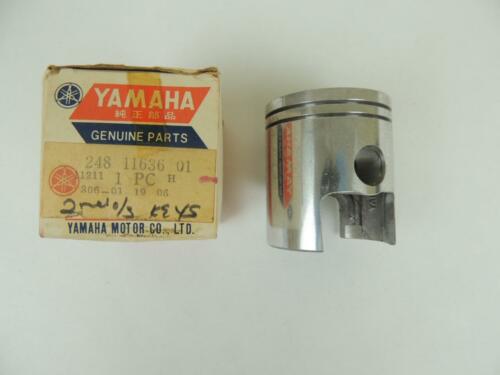 YAMAHA
純正部品
GENUINE PARTS
248 11636 01
1211 1 PC H
306-01 19 06
2nd o/s
YAMAHA MOTOR CO., LTD.